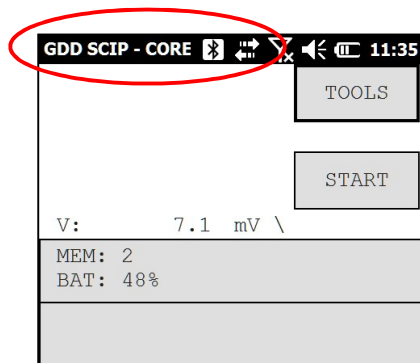 GDD SCIP - CORE 11:35
TOOLS
START
V: 7.1 mV \
MEM: 2
BAT: 48%